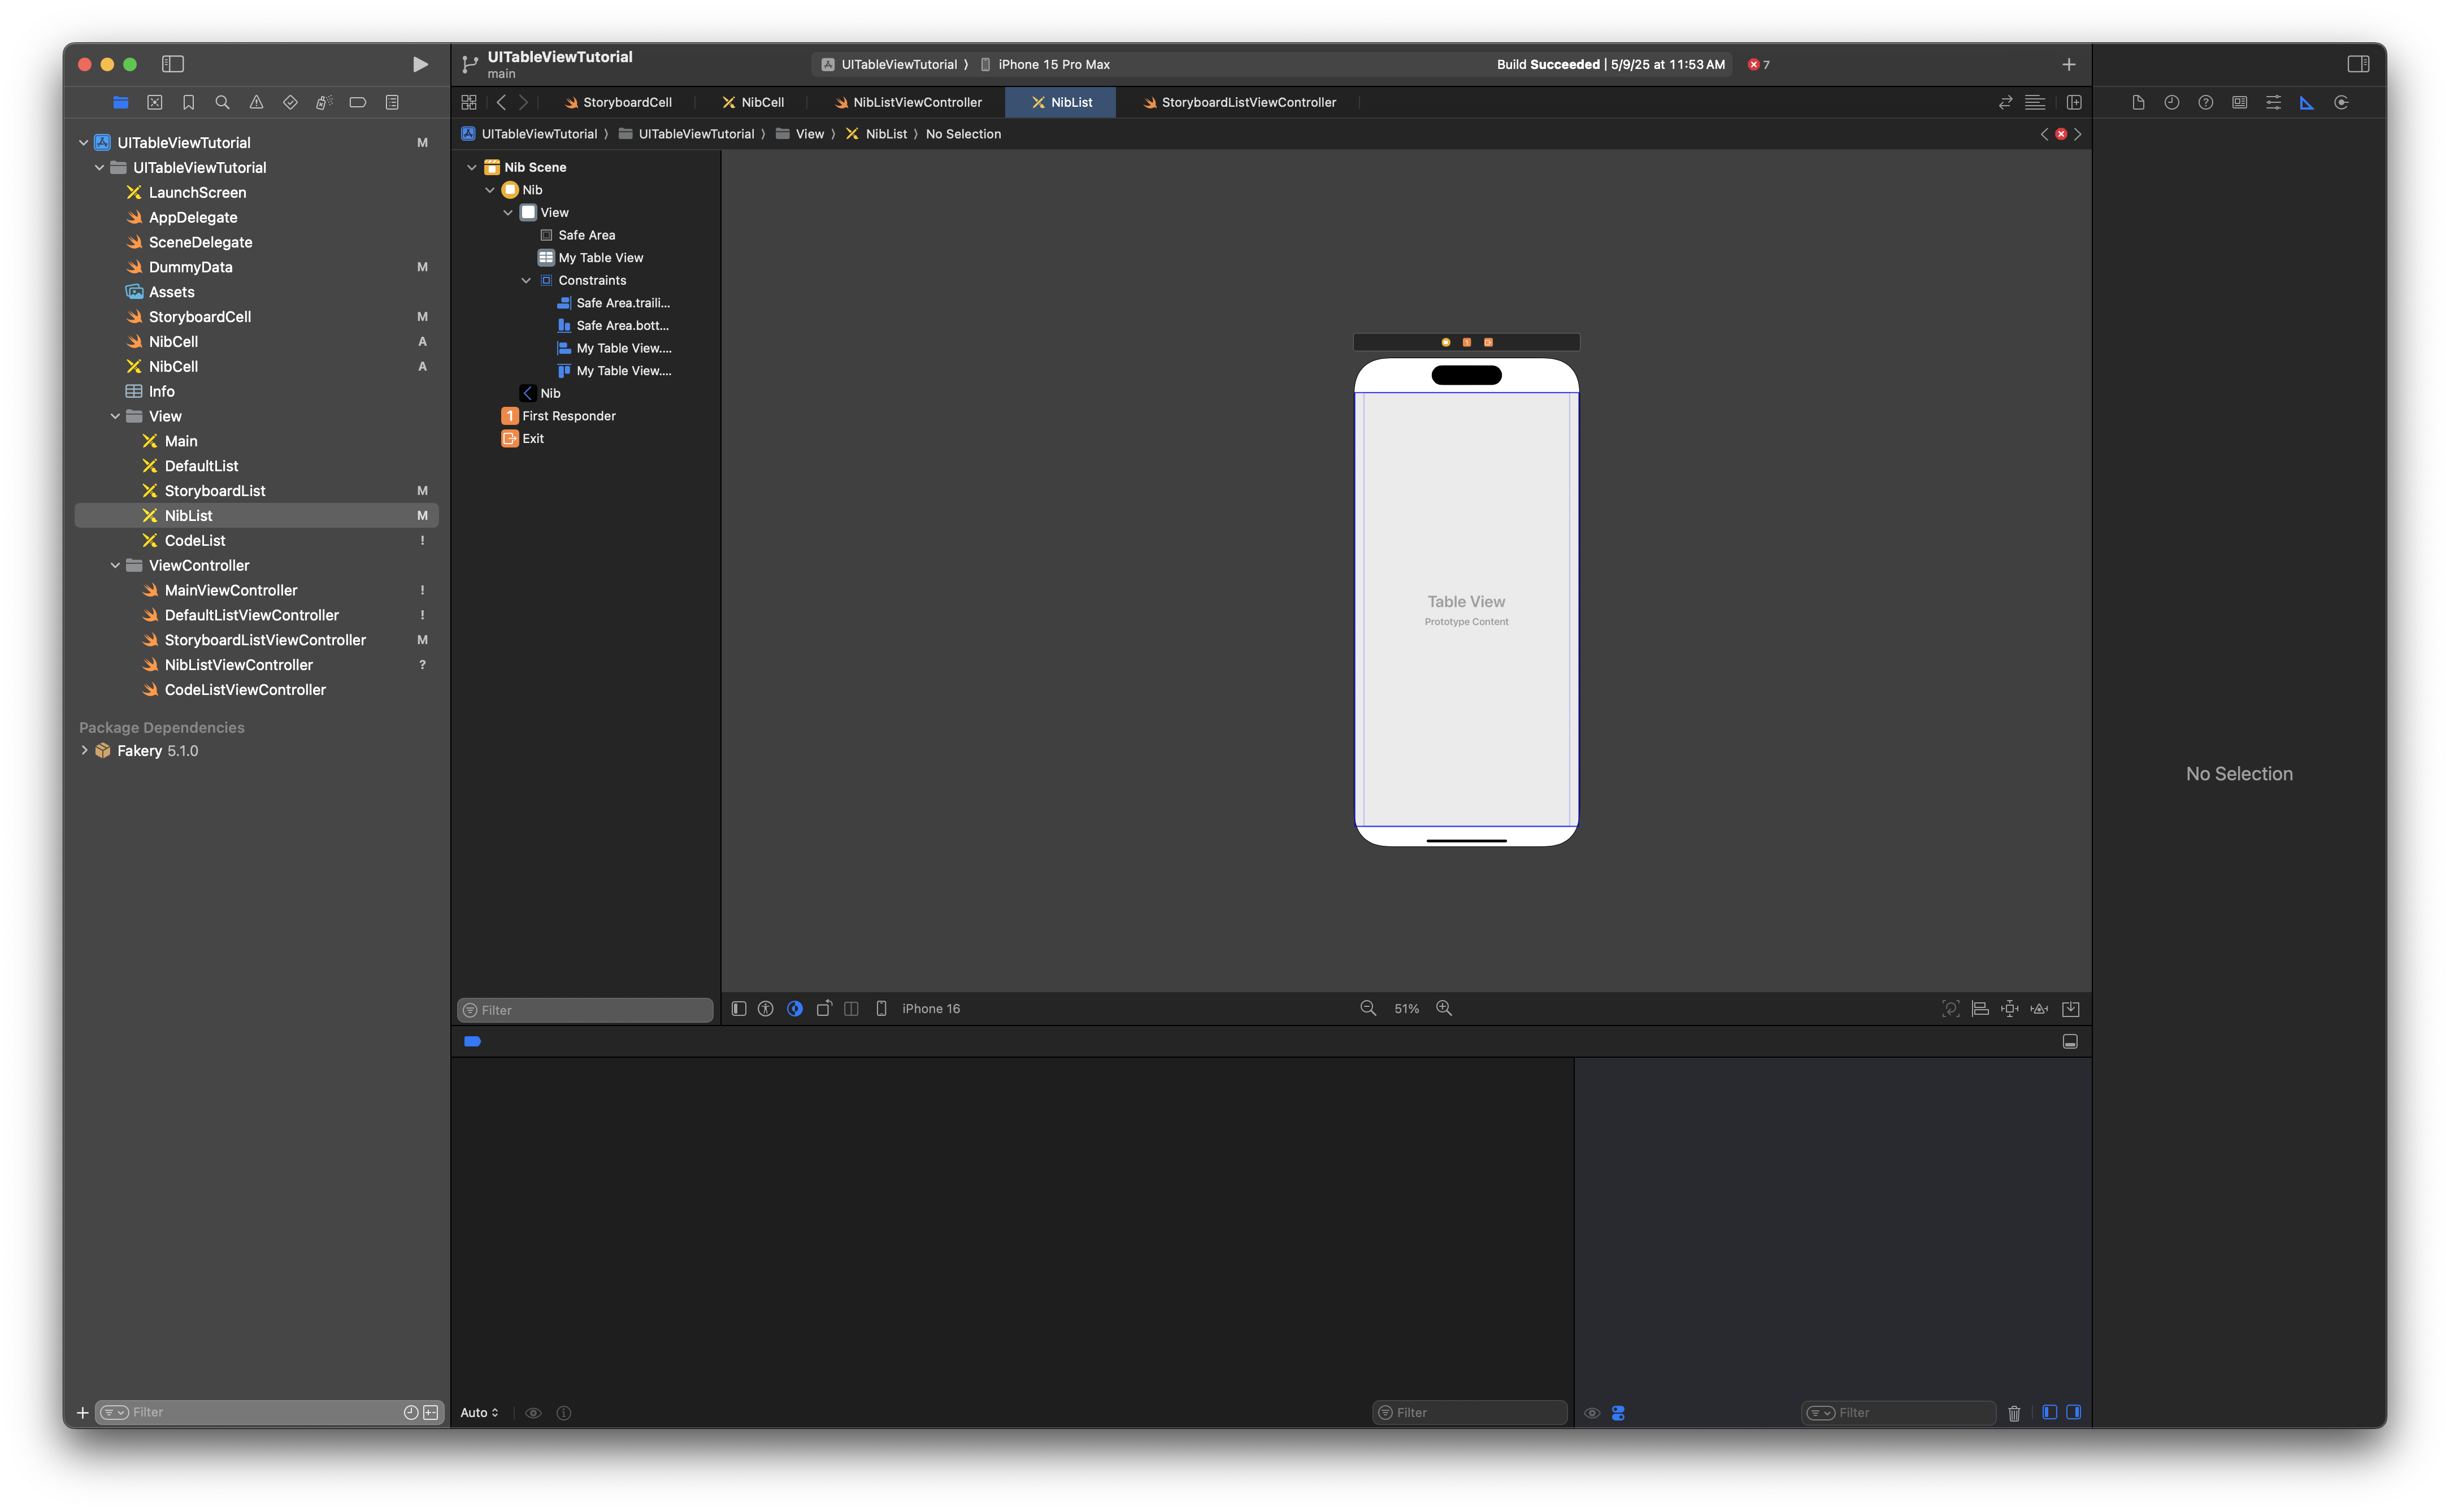 UITableViewTutorial
main
UITableViewTutorial
iPhone 15 Pro Max
Build Succeeded | 5/9/25 at 11:53 AM
7
StoryboardCell
NibCell
NibListViewController
NibList
StoryboardListViewController
UITableViewTutorial
UITableViewTutorial
View
NibList
No Selection
UITableViewTutorial M
UITableViewTutorial
LaunchScreen
AppDelegate
SceneDelegate
DummyData M
Assets
StoryboardCell M
NibCell A
NibCell A
Info
View
Main
DefaultList
StoryboardList M
NibList M
CodeList !
ViewController
MainViewController !
DefaultListViewController !
StoryboardListViewController M
NibListViewController ?
CodeListViewController
Package Dependencies
Fakery 5.1.0
Filter
Nib Scene
Nib
View
Safe Area
My Table View
Constraints
Safe Area.traili...
Safe Area.bott...
My Table View....
My Table View....
Nib
1 First Responder
Exit
Filter
Table View
Prototype Content
iPhone 16
51%
No Selection
Auto
Filter
Filter